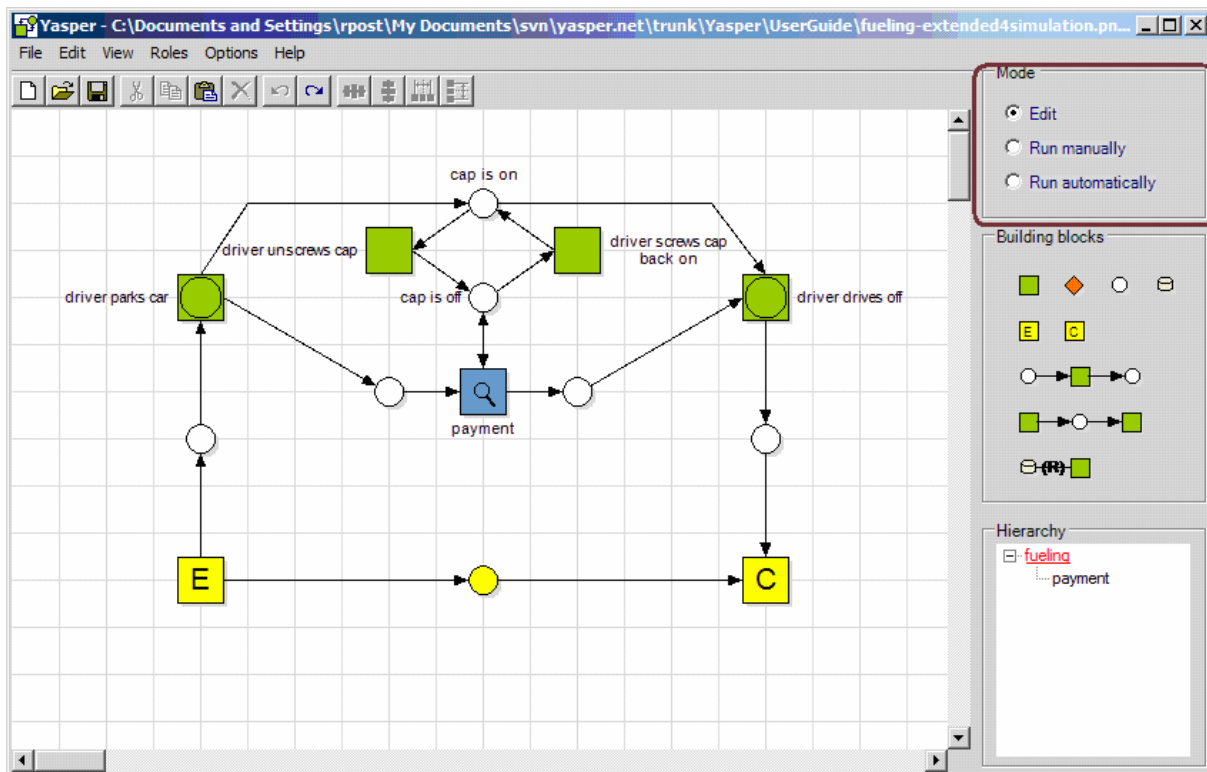 Yasper - C:\Documents and Settings\rpost\My Documents\svn\yasper.net\trunk\Yasper\UserGuide\fueling-extended4simulation.pn...
File Edit View Roles Options Help
Mode
Edit
Run manually
Run automatically
cap is on
driver unscrews cap
driver screws cap
back on
driver parks car
cap is off
driver drives off
payment
E
C
Building blocks
E C
(R)
Hierarchy
fueling
payment